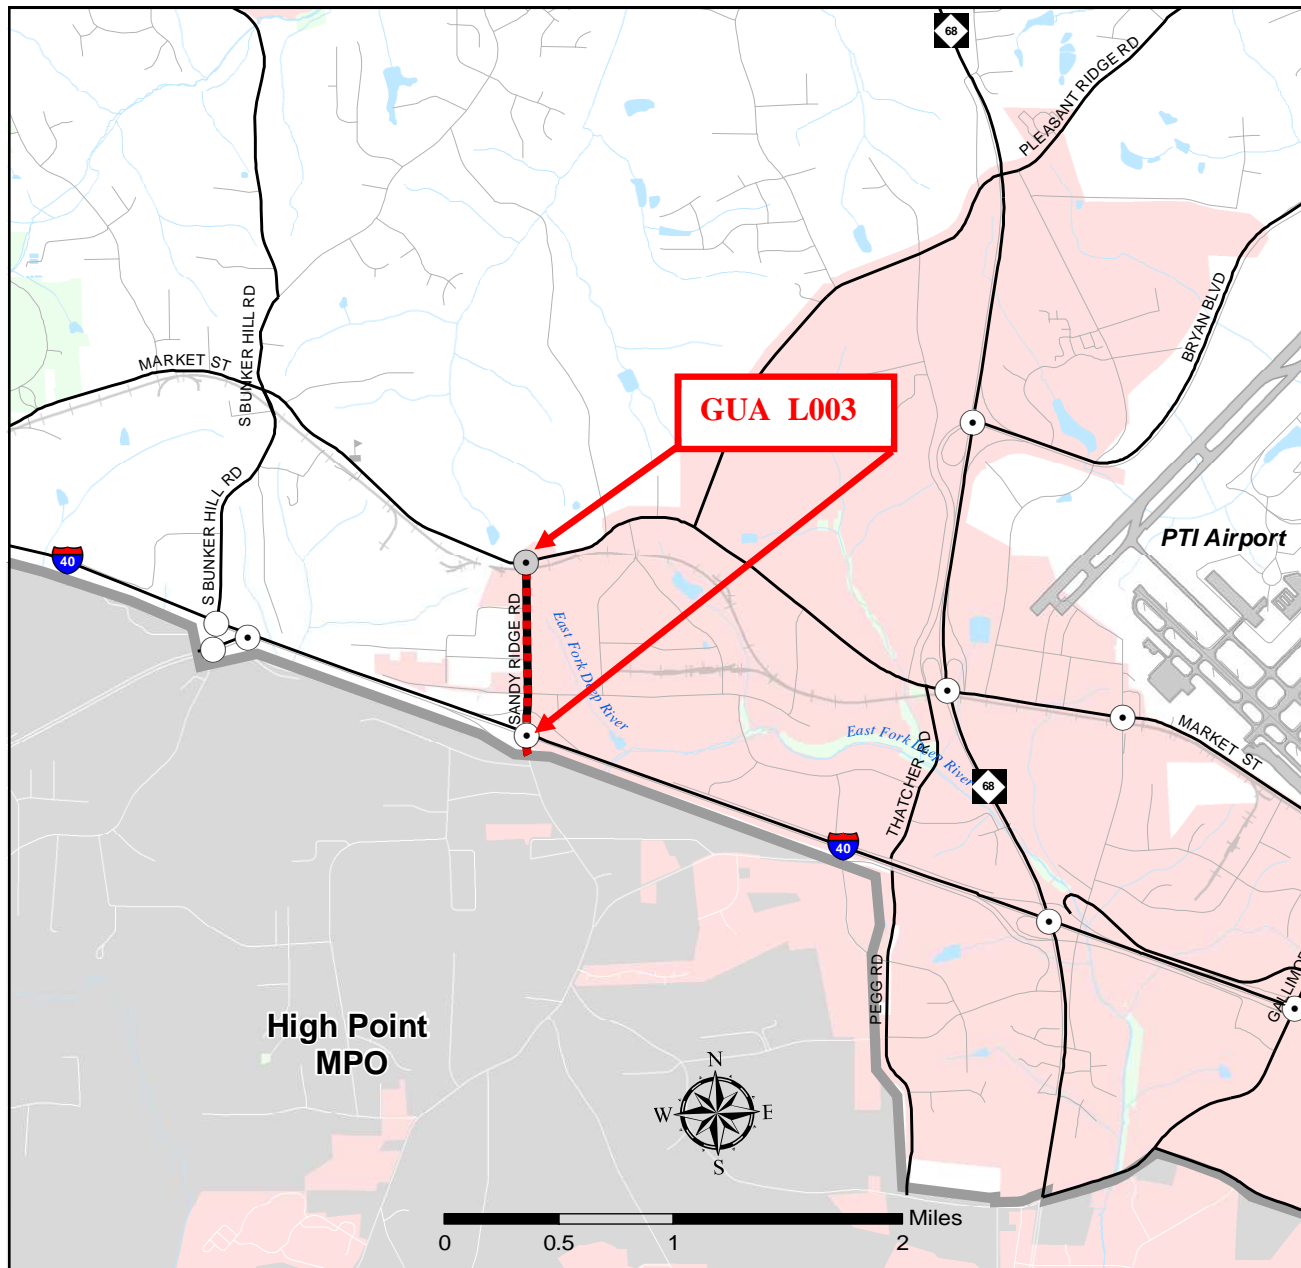 68
PLEASANT RIDGE RD
BRYAN BLVD
S BUNKER HILL RD
MARKET ST
GUA L003
S BUNKER HILL RD
40
PTI Airport
SANDY RIDGE RD
East Fork Deep River
East Fork Deep River
THATCHER RD
MARKET ST
68
40
PEGG RD
High Point
MPO
N
W E
S
Miles
0 0.5 1 2